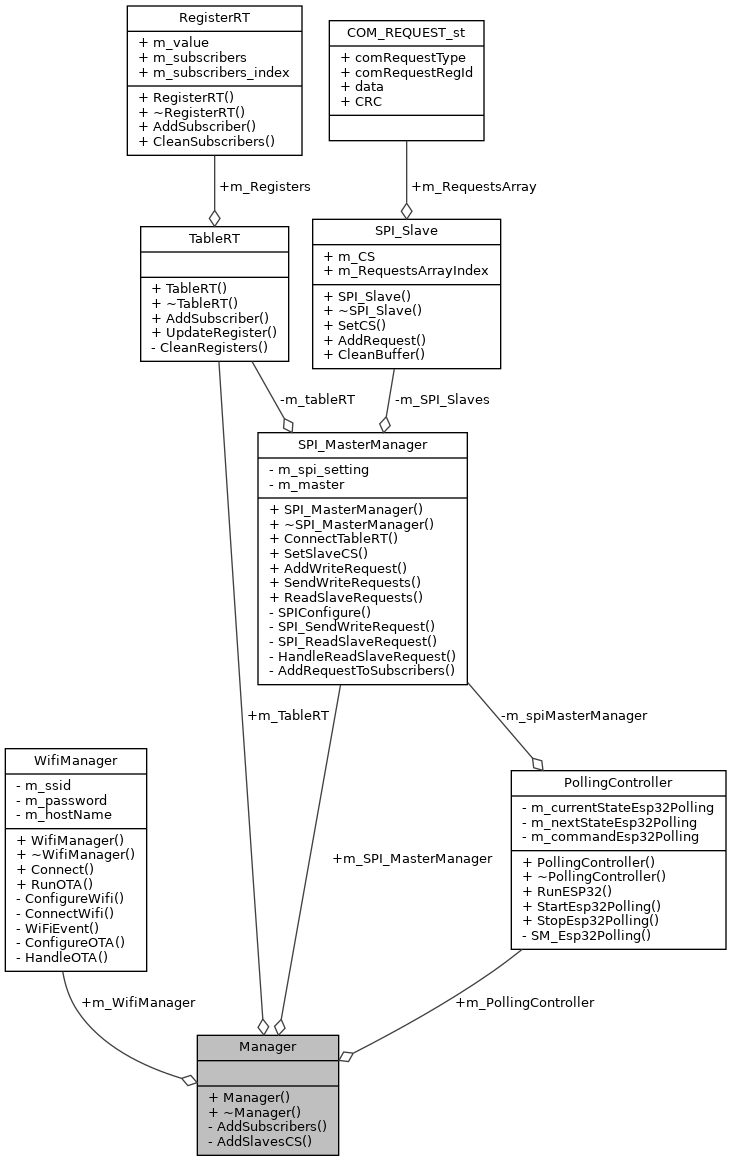 RegisterRT
+ m_value
+ m_subscribers
+ m_subscribers_index
+ RegisterRT()
+ ~RegisterRT()
+ AddSubscriber()
+ CleanSubscribers()
COM_REQUEST_st
+ comRequestType
+ comRequestRegId
+ data
+ CRC
+m_Registers
+m_RequestsArray
TableRT
+ TableRT()
+ ~TableRT()
+ AddSubscriber()
+ UpdateRegister()
- CleanRegisters()
SPI_Slave
+ m_CS
+ m_RequestsArrayIndex
+ SPI_Slave()
+ ~SPI_Slave()
+ SetCS()
+ AddRequest()
+ CleanBuffer()
-m_tableRT
-m_SPI_Slaves
SPI_MasterManager
- m_spi_setting
- m_master
+ SPI_MasterManager()
+ ~SPI_MasterManager()
+ ConnectTableRT()
+ SetSlaveCS()
+ AddWriteRequest()
+ SendWriteRequests()
+ ReadSlaveRequests()
- SPIConfigure()
- SPI_SendWriteRequest()
- SPI_ReadSlaveRequest()
- HandleReadSlaveRequest()
- AddRequestToSubscribers()
+m_TableRT
-m_spiMasterManager
WifiManager
- m_ssid
- m_password
- m_hostName
+ WifiManager()
+ ~WifiManager()
+ Connect()
+ RunOTA()
- ConfigureWifi()
- ConnectWifi()
- WiFiEvent()
- ConfigureOTA()
- HandleOTA()
+m_SPI_MasterManager
PollingController
- m_currentStateEsp32Polling
- m_nextStateEsp32Polling
- m_commandEsp32Polling
+ PollingController()
+ ~PollingController()
+ RunESP32()
+ StartEsp32Polling()
+ StopEsp32Polling()
- SM_Esp32Polling()
+m_WifiManager
+m_PollingController
Manager
+ Manager()
+ ~Manager()
- AddSubscribers()
- AddSlavesCS()